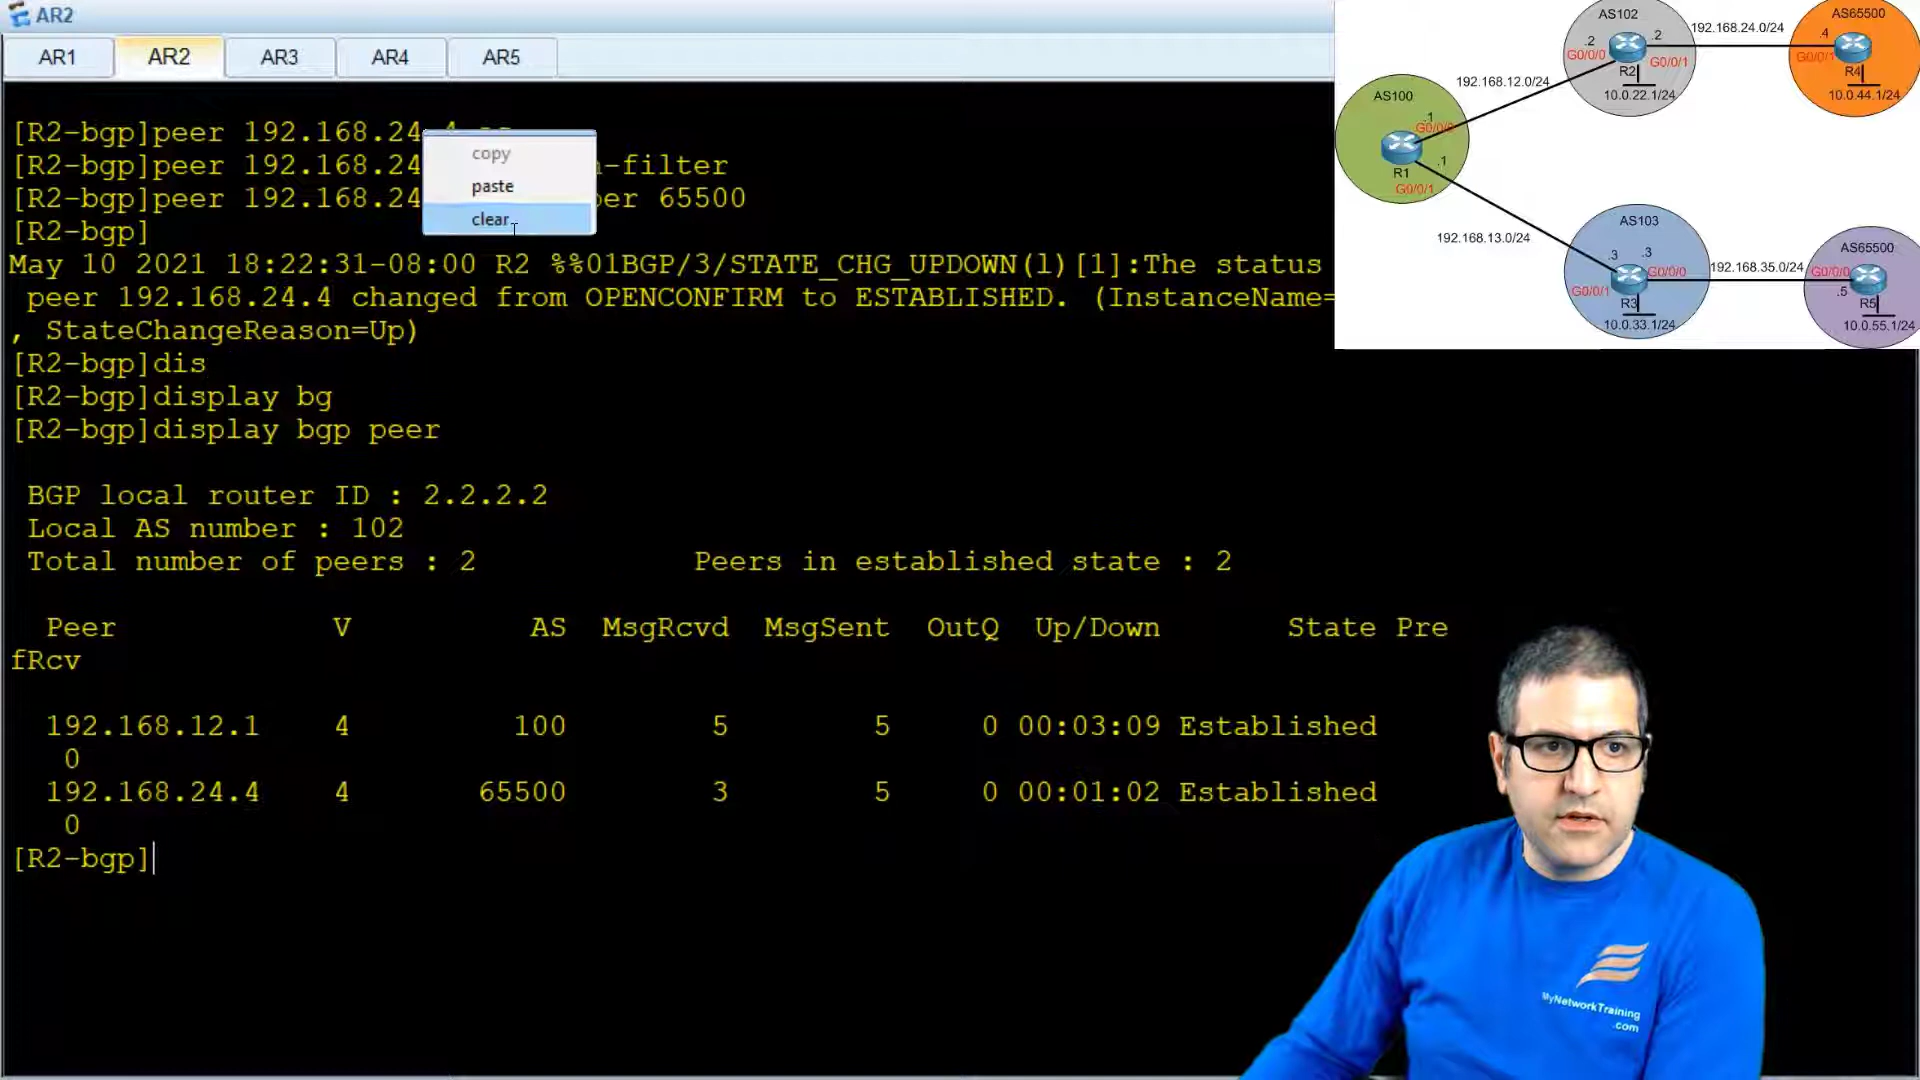 AR2
AR1
AR2
AR3
AR4
AR5
[R2-bgp]peer 192.168.24
[R2-bgp]peer 192.168.24 -filter
[R2-bgp]peer 192.168.24 er 65500
[R2-bgp]
May 10 2021 18:22:31-08:00 R2 %%01BGP/3/STATE_CHG_UPDOWN(l)[1]:The status
peer 192.168.24.4 changed from OPENCONFIRM to ESTABLISHED. (InstanceName=
, StateChangeReason=Up)
[R2-bgp]dis
[R2-bgp]display bg
[R2-bgp]display bgp peer
BGP local router ID : 2.2.2.2
Local AS number : 102
Total number of peers : 2 Peers in established state : 2
Peer V AS MsgRcvd MsgSent OutQ Up/Down State Pre
fRcv
192.168.12.1 4 100 5 5 0 00:03:09 Established
0
192.168.24.4 4 65500 3 5 0 00:01:02 Established
0
[R2-bgp]
copy
paste
clear
AS102
192.168.24.0/24
AS65500
.2
.2
.4
G0/0/0
G0/0/1
G0/0/1
R2
R4
10.0.22.1/24
10.0.44.1/24
192.168.12.0/24
AS100
.1
G0/0/0
.1
R1
G0/0/1
192.168.13.0/24
AS103
AS65500
.3
.3
G0/0/0
192.168.35.0/24
G0/0/0
G0/0/1
.5
R3
R5
10.0.33.1/24
10.0.55.1/24
MyNetworkTraining
.com